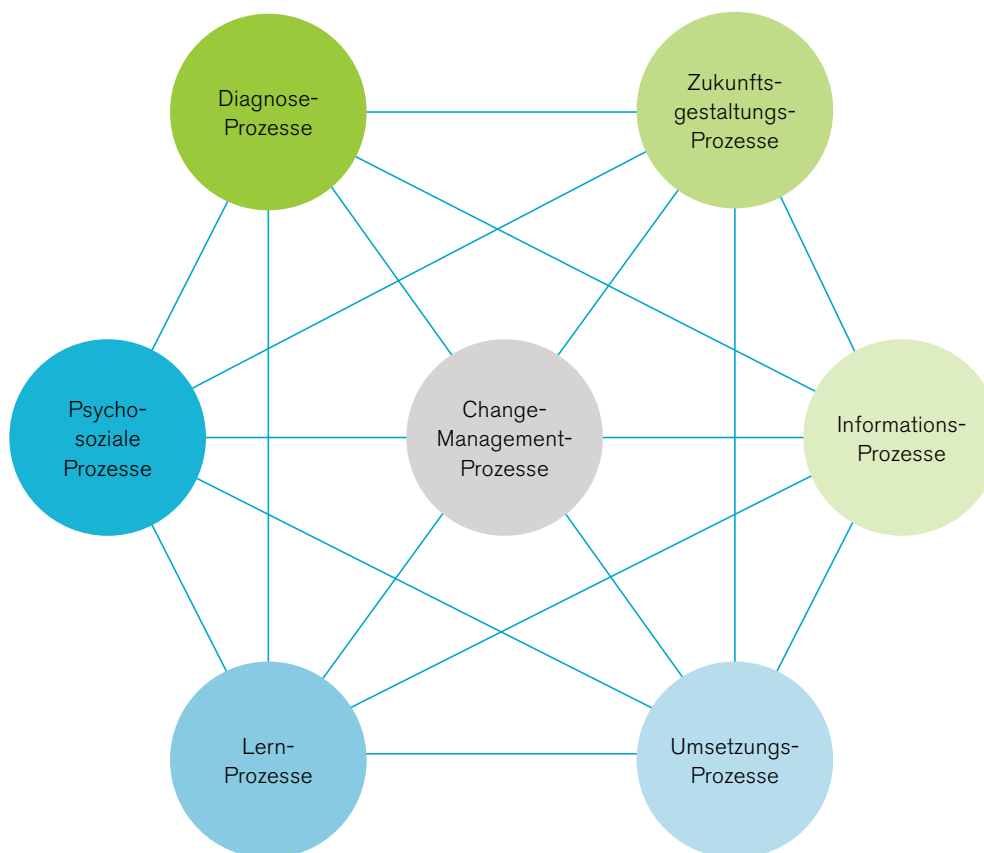 Diagnose-
Prozesse
Zukunfts-
gestaltungs-
Prozesse
Psycho-
soziale
Prozesse
Change-
Management-
Prozesse
Informations-
Prozesse
Lern-
Prozesse
Umsetzungs-
Prozesse